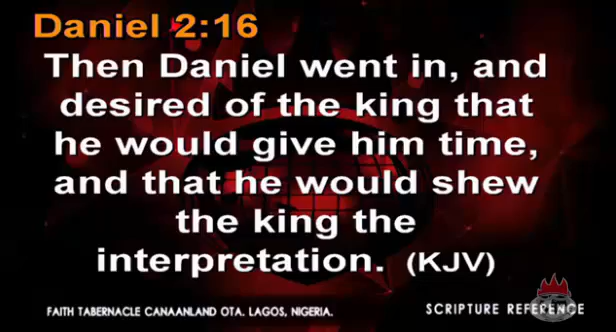 Daniel 2:16
Then Daniel went in, and
desired of the king that
he would give him time,
and that he would shew
the king the
interpretation. (KJV)
FAITH TABERNACLE CANAANLAND OTA. LAGOS, NIGERIA.
SCRIPTURE REFERENCE